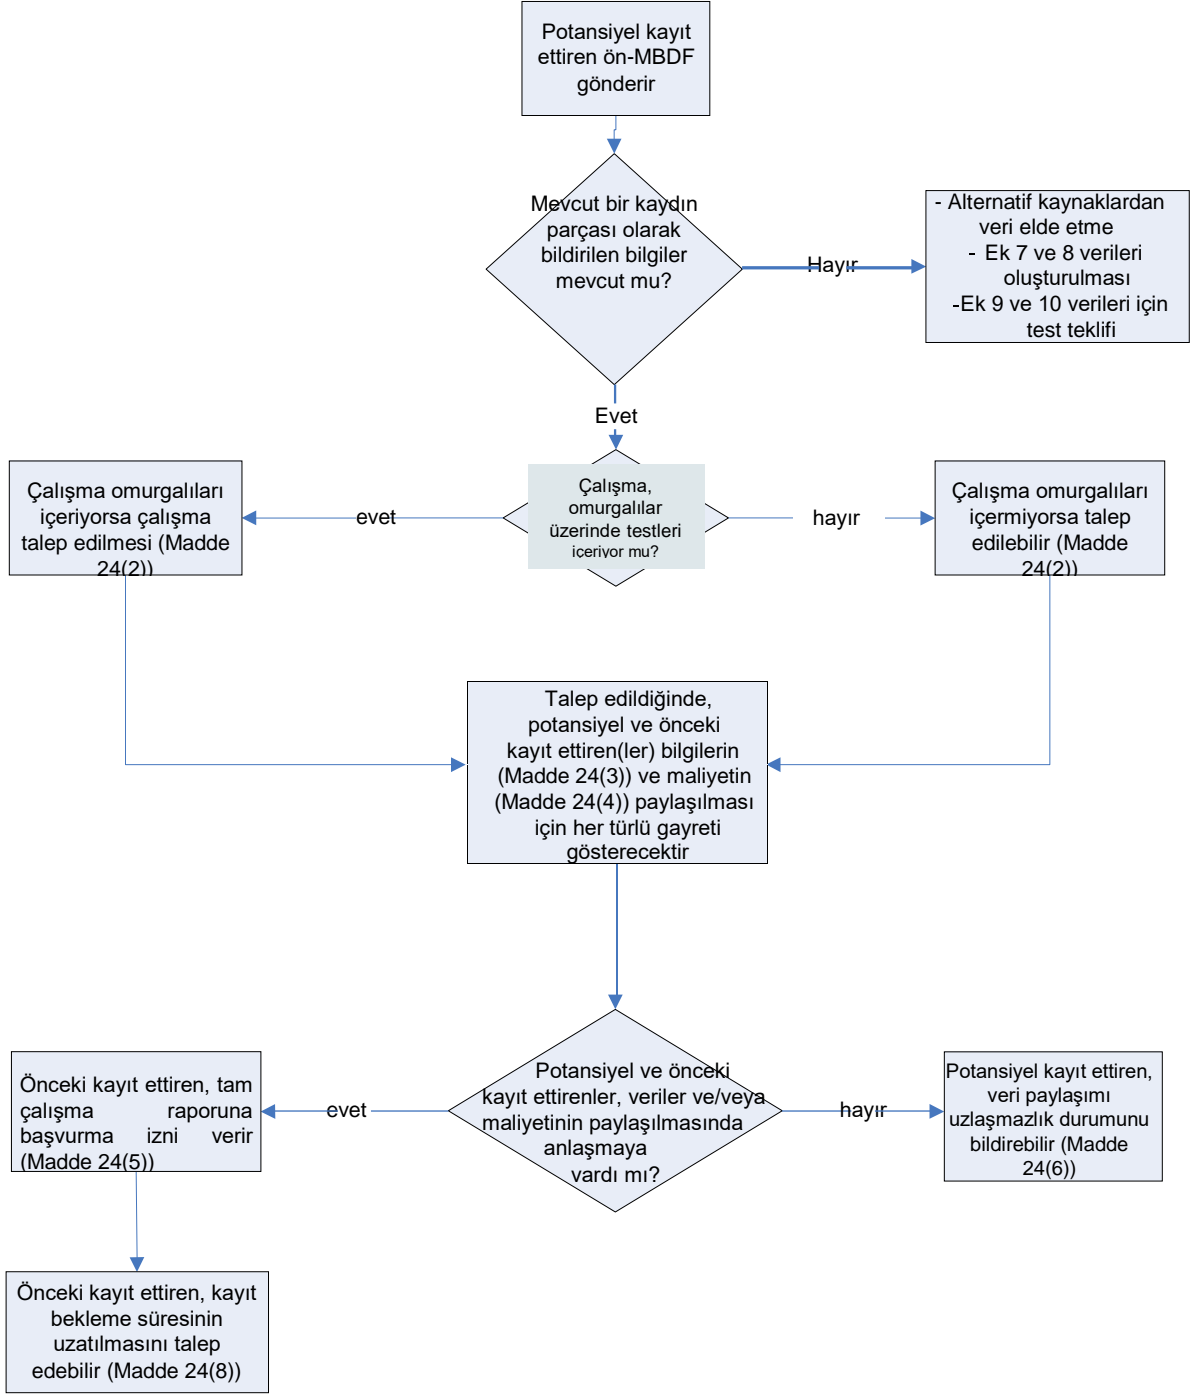 Potansiyel kayıt
ettiren ön-MBDF
gönderir
Mevcut bir kaydın
parçası olarak
bildirilen bilgiler
mevcut mu?
Hayır
- Alternatif kaynaklardan
veri elde etme
- Ek 7 ve 8 verileri
oluşturulması
-Ek 9 ve 10 verileri için
test teklifi
Evet
Çalışma,
omurgalılar
üzerinde testleri
içeriyor mu?
evet
hayır
Çalışma omurgalıları
içeriyorsa çalışma
talep edilmesi (Madde
24(2))
Çalışma omurgalıları
içermiyorsa talep
edilebilir (Madde
24(2))
Talep edildiğinde,
potansiyel ve önceki
kayıt ettiren(ler) bilgilerin
(Madde 24(3)) ve maliyetin
(Madde 24(4)) paylaşılması
için her türlü gayreti
gösterecektir
Potansiyel ve önceki
kayıt ettirenler, veriler ve/veya
maliyetinin paylaşılmasında
anlaşmaya
vardı mı?
evet
hayır
Önceki kayıt ettiren, tam
çalışma raporuna
başvurma izni verir
(Madde 24(5))
Potansiyel kayıt ettiren,
veri paylaşımı
uzlaşmazlık durumunu
bildirebilir (Madde
24(6))
Önceki kayıt ettiren, kayıt
bekleme süresinin
uzatılmasını talep
edebilir (Madde 24(8))